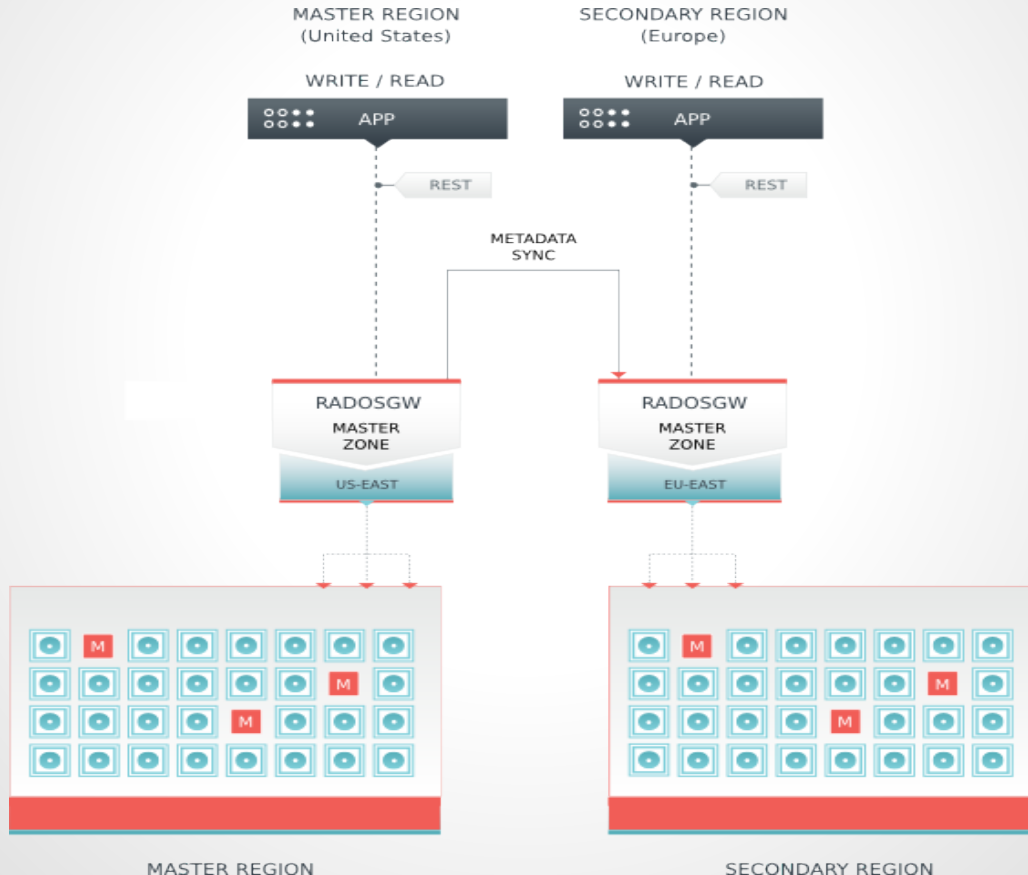 MASTER REGION
(United States)
SECONDARY REGION
(Europe)
WRITE / READ
WRITE / READ
APP
APP
REST
REST
METADATA
SYNC
RADOSGW
MASTER
ZONE
US-EAST
RADOSGW
MASTER
ZONE
EU-EAST
M
M
M
M
M
M
MASTER REGION
SECONDARY REGION